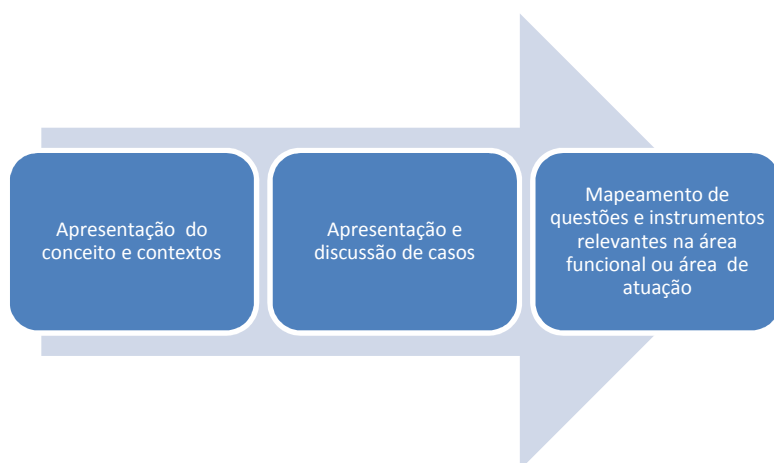 Apresentação do
conceito e contextos
Apresentação e
discussão de casos
Mapeamento de
questões e instrumentos
relevantes na área
funcional ou área de
atuação